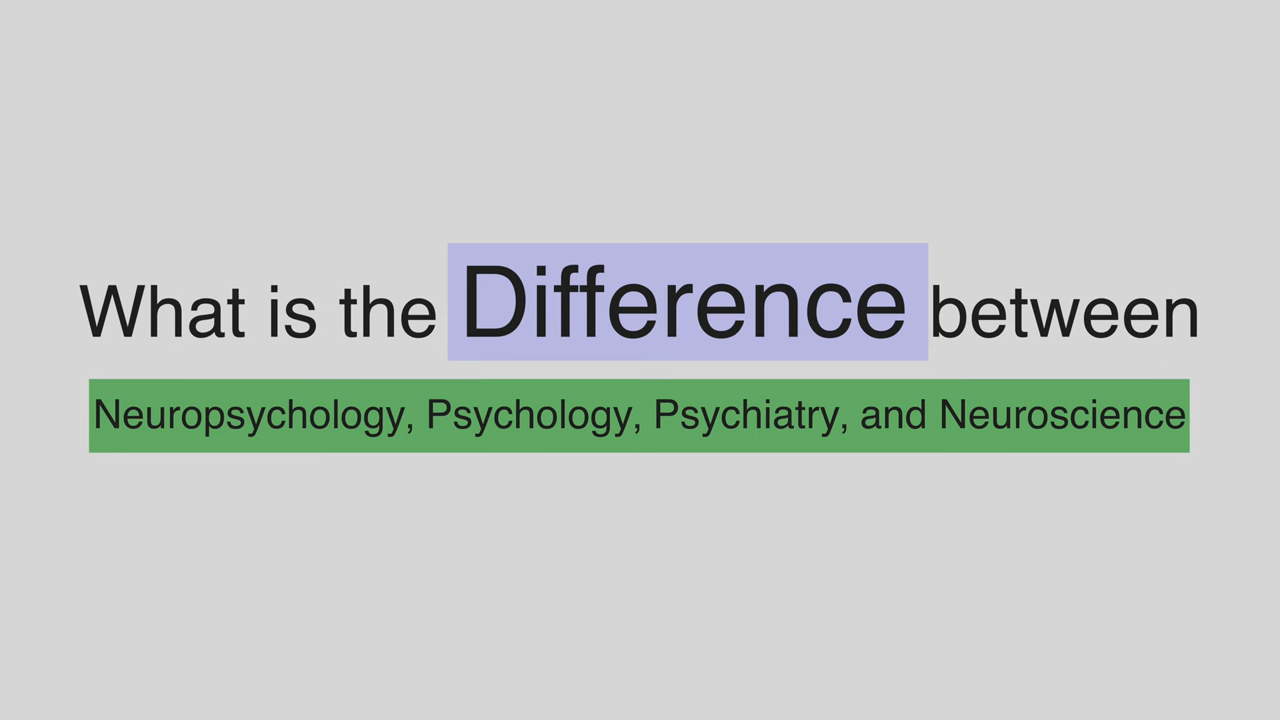 What is the Difference between
Neuropsychology, Psychology, Psychiatry, and Neuroscience